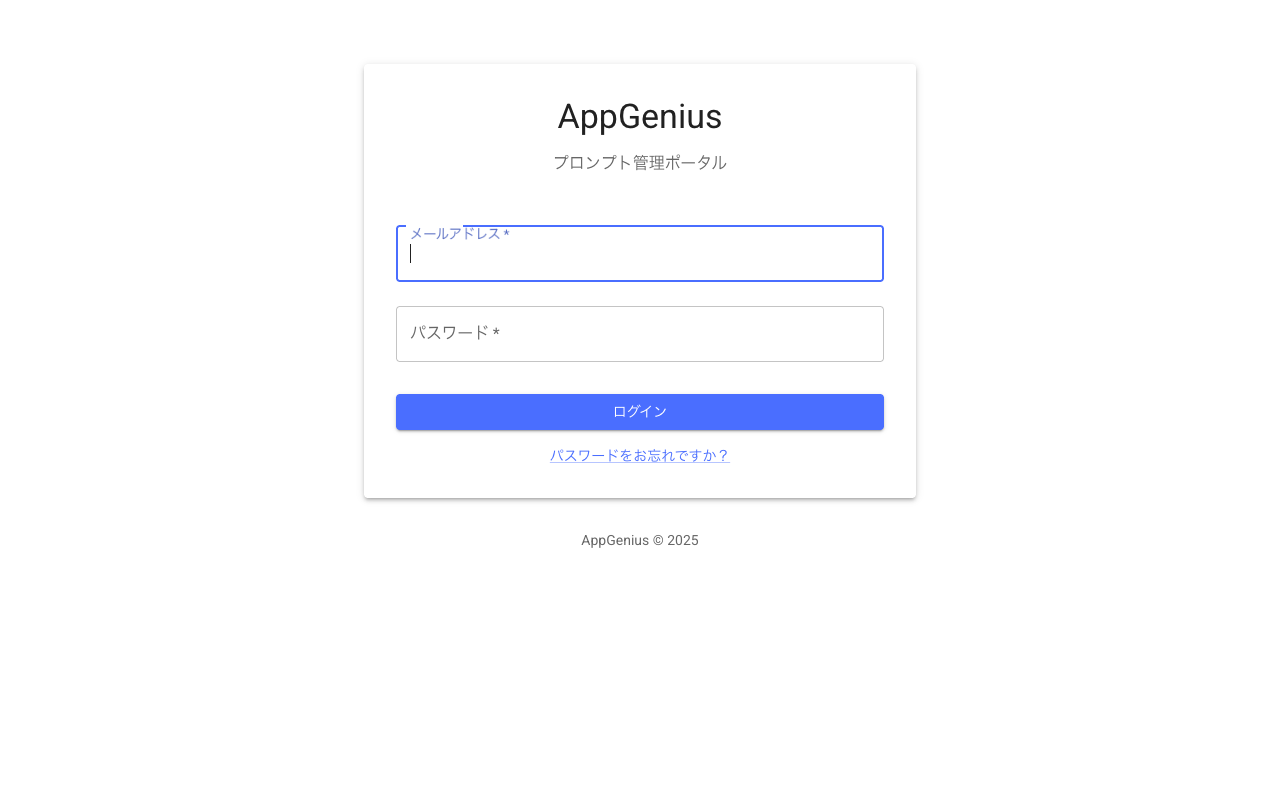 AppGenius
プロンプト管理ポータル
メールアドレス *
パスワード *
ログイン
パスワードをお忘れですか？
AppGenius © 2025